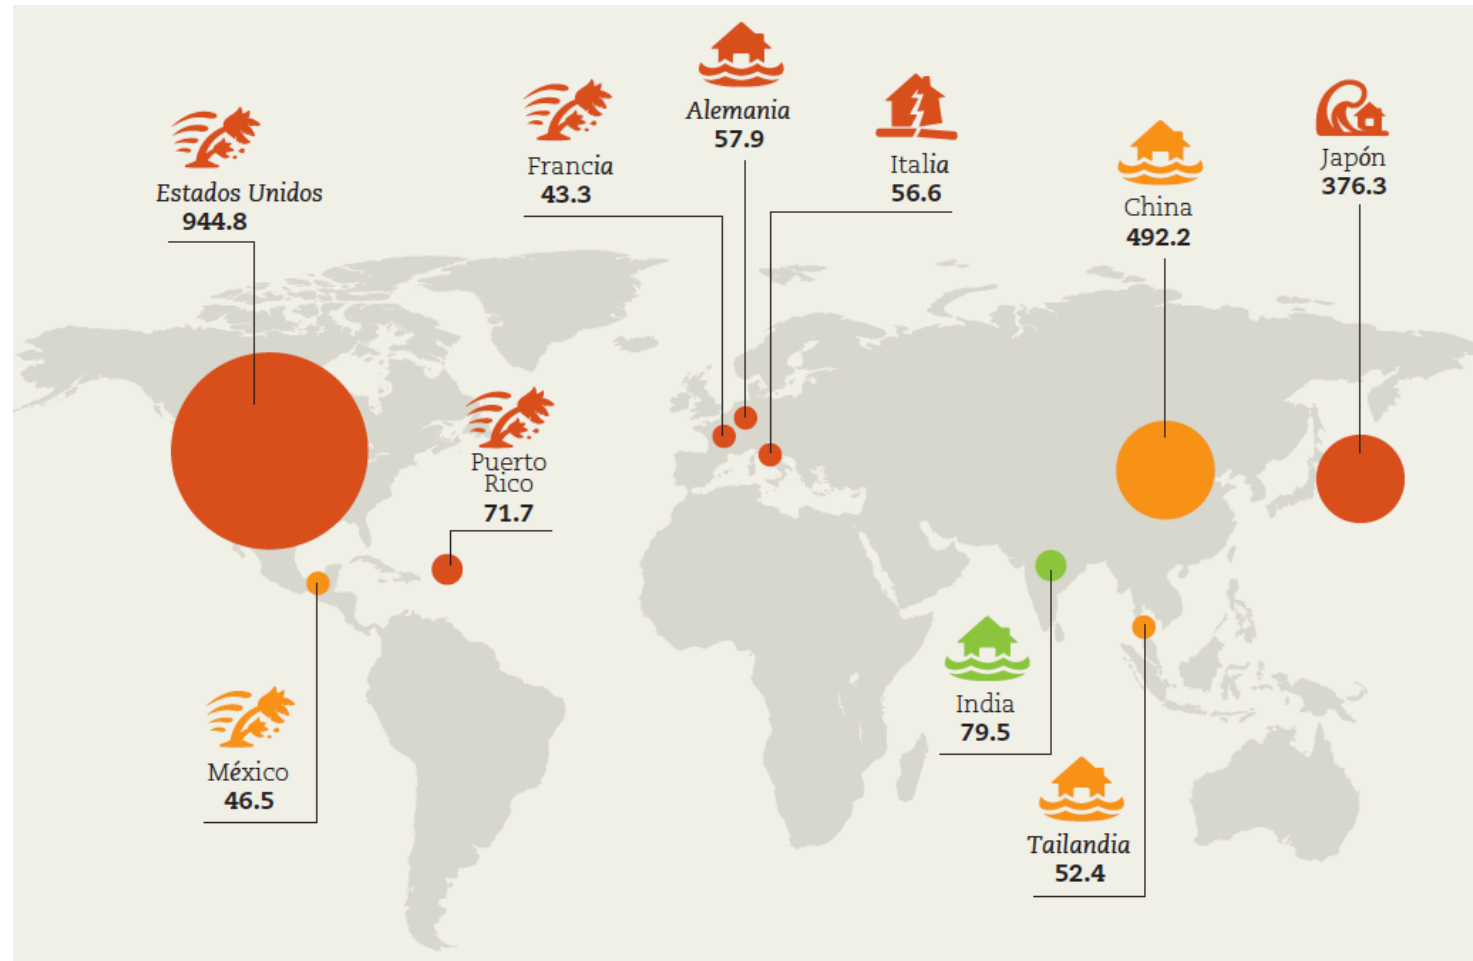 Estados Unidos
944.8
Francia
43.3
Alemania
57.9
Italia
56.6
China
492.2
Japón
376.3
Puerto
Rico
71.7
México
46.5
India
79.5
Tailandia
52.4